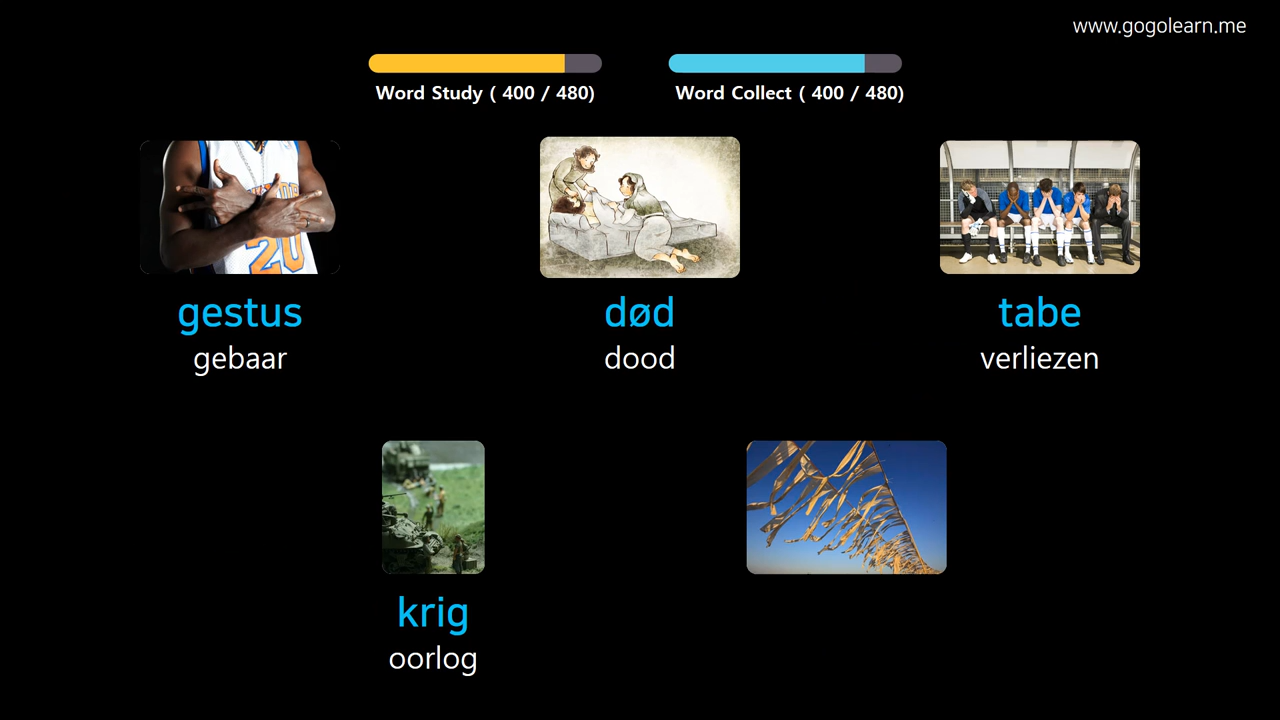 www.gogolearn.me
Word Study ( 400 / 480)
Word Collect ( 400 / 480)
20
gestus
gebaar
død
dood
tabe
verliezen
krig
oorlog